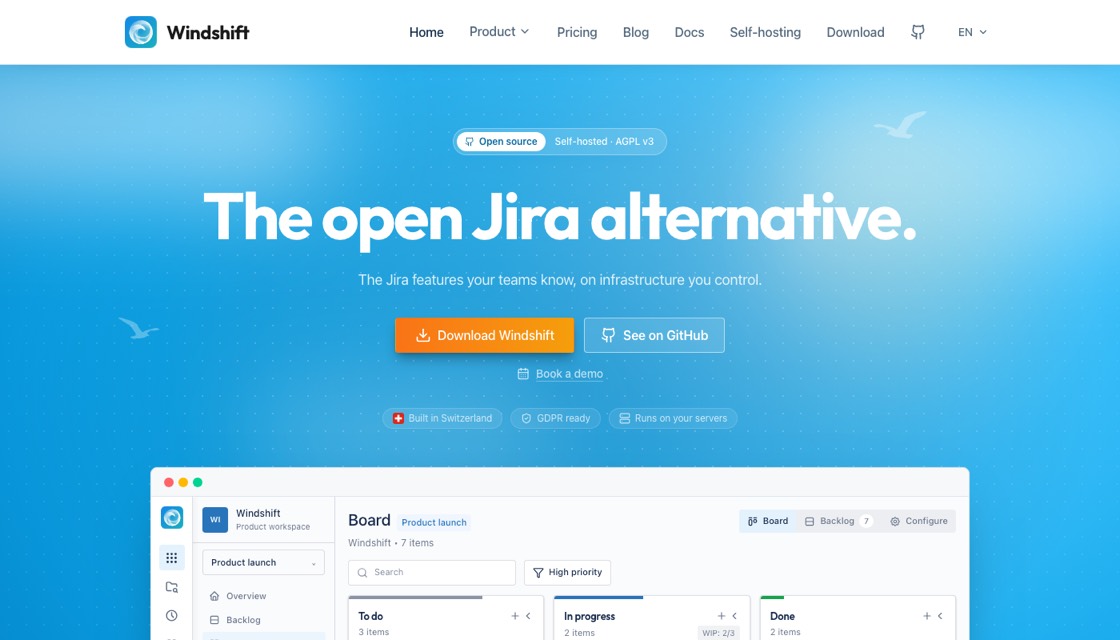 Windshift
Home Product Pricing Blog Docs Self-hosting Download EN
Open source Self-hosted · AGPL v3
The open Jira alternative.
The Jira features your teams know, on infrastructure you control.
Download Windshift See on GitHub
Book a demo
Built in Switzerland GDPR ready Runs on your servers
WI Windshift
Product workspace
Product launch
Overview
Backlog
Board Product launch
Board Backlog 7 Configure
Windshift • 7 items
Search High priority
To do
3 items
In progress
2 items WIP: 2/3
Done
2 items